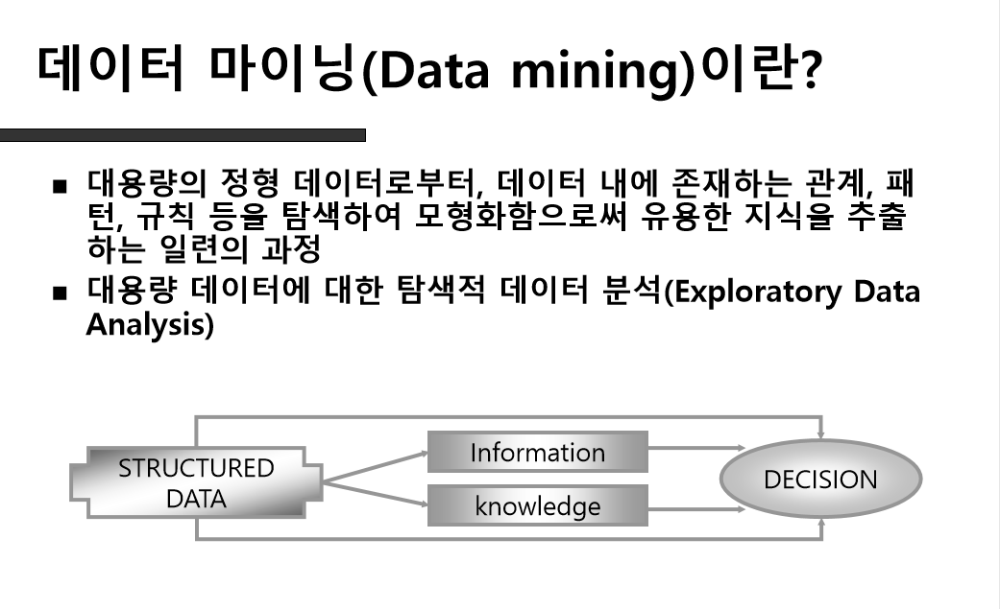 데이터 마이닝(Data mining)이란?
■ 대용량의 정형 데이터로부터, 데이터 내에 존재하는 관계, 패
턴, 규칙 등을 탐색하여 모형화함으로써 유용한 지식을 추출
하는 일련의 과정
■ 대용량 데이터에 대한 탐색적 데이터 분석(Exploratory Data
Analysis)
STRUCTURED
DATA
Information
knowledge
DECISION